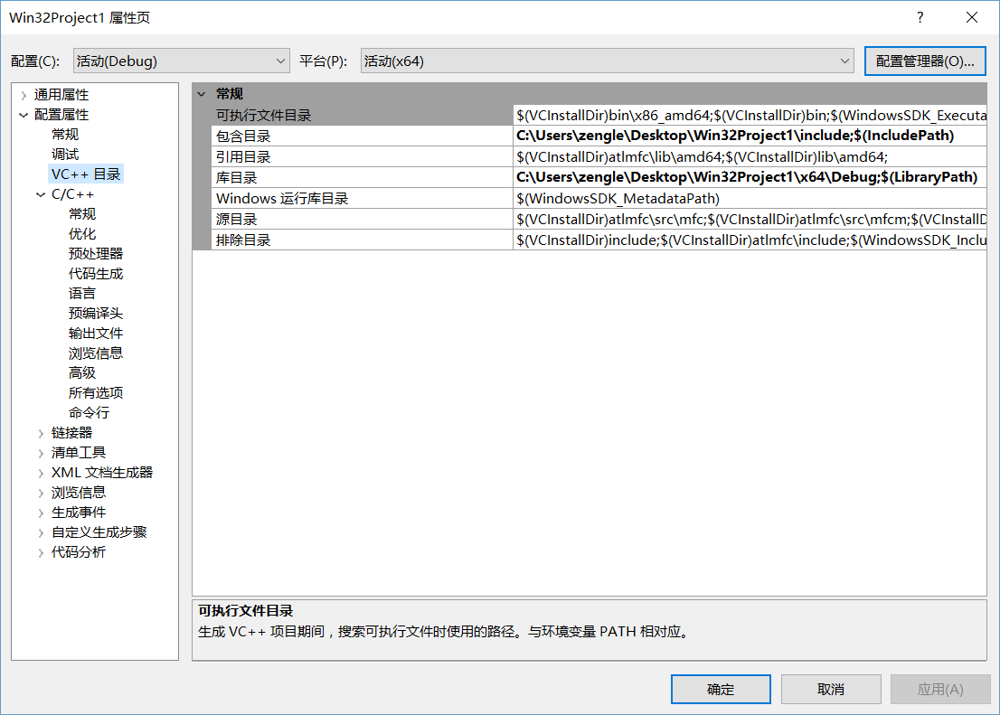 Win32Project1 属性页
?
配置(C): 活动(Debug) 平台(P): 活动(x64) 配置管理器(O)...
通用属性
配置属性
常规
调试
VC++ 目录
C/C++
常规
优化
预处理器
代码生成
语言
预编译头
输出文件
浏览信息
高级
所有选项
命令行
链接器
清单工具
XML 文档生成器
浏览信息
生成事件
自定义生成步骤
代码分析
常规
可执行文件目录 $(VCInstallDir)bin\x86_amd64;$(VCInstallDir)bin;$(WindowsSDK_Executa
包含目录 C:\Users\zengle\Desktop\Win32Project1\include;$(IncludePath)
引用目录 $(VCInstallDir)atlmfc\lib\amd64;$(VCInstallDir)lib\amd64;
库目录 C:\Users\zengle\Desktop\Win32Project1\x64\Debug;$(LibraryPath)
Windows 运行库目录 $(WindowsSDK_MetadataPath)
源目录 $(VCInstallDir)atlmfc\src\mfc;$(VCInstallDir)atlmfc\src\mfcm;$(VCInstallD
排除目录 $(VCInstallDir)include;$(VCInstallDir)atlmfc\include;$(WindowsSDK_Inclu
可执行文件目录
生成 VC++ 项目期间，搜索可执行文件时使用的路径。与环境变量 PATH 相对应。
确定 取消 应用(A)